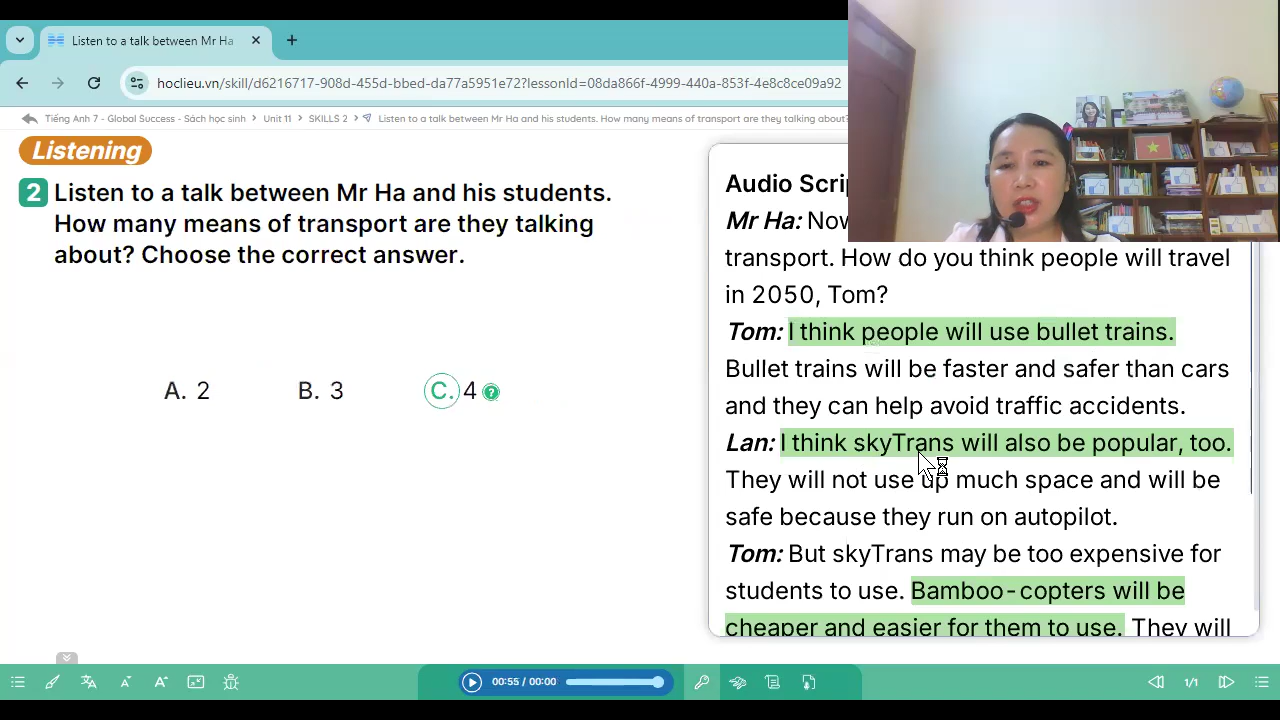 Listen to a talk between Mr Ha
hoclieu.vn/skill/d6216717-908d-455d-bbed-da77a5951e72?lessonId=08da866f-4999-440a-853f-4e8c8ce09a92
Tiếng Anh 7 - Global Success - Sách học sinh > Unit 11 > SKILLS 2 > Listen to a talk between Mr Ha and his students. How many means of transport are they talking about?
Listening
2 Listen to a talk between Mr Ha and his students.
How many means of transport are they talking
about? Choose the correct answer.
A. 2 B. 3 C. 4
Audio Scrip
Mr Ha: Now
transport. How do you think people will travel
in 2050, Tom?
Tom: I think people will use bullet trains.
Bullet trains will be faster and safer than cars
and they can help avoid traffic accidents.
Lan: I think skyTrans will also be popular, too.
They will not use up much space and will be
safe because they run on autopilot.
Tom: But skyTrans may be too expensive for
students to use. Bamboo-copters will be
cheaper and easier for them to use. They will
00:55 / 00:00
1/1